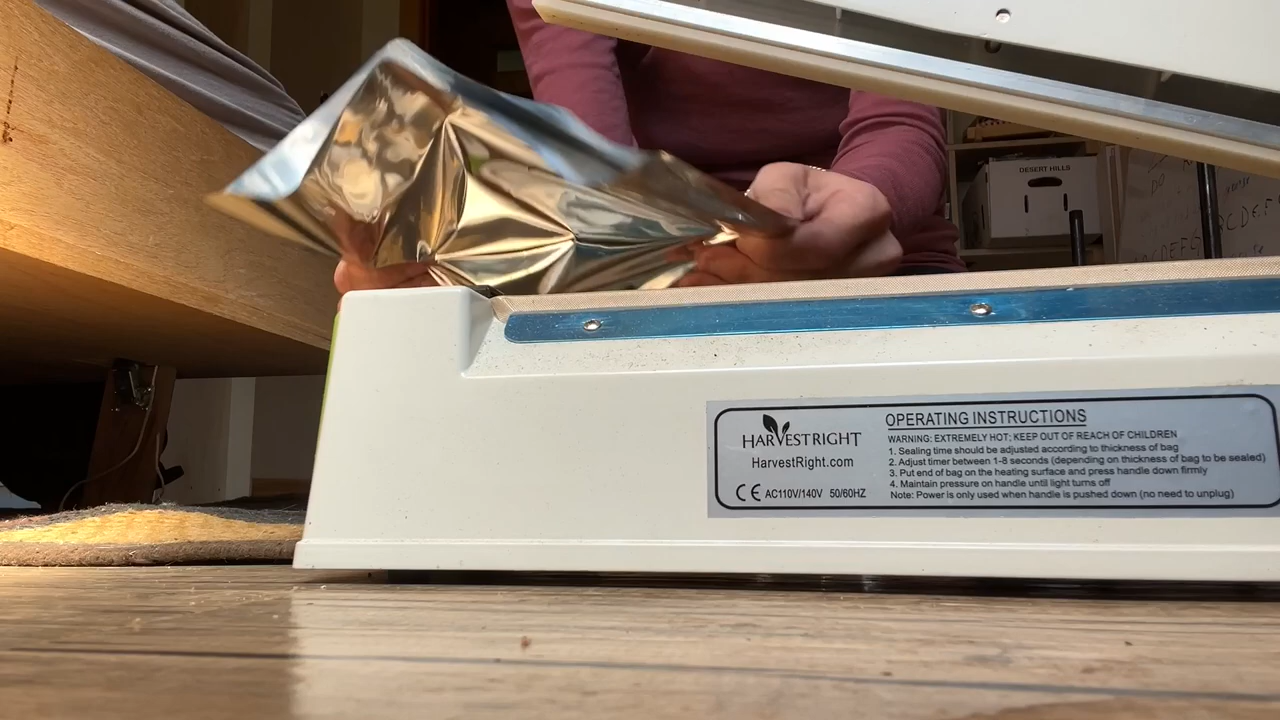 DESERT HILLS
HARVESTRIGHT
HarvestRight.com
CE AC110V/140V 50/60HZ
OPERATING INSTRUCTIONS
WARNING: EXTREMELY HOT; KEEP OUT OF REACH OF CHILDREN
1. Sealing time should be adjusted according to thickness of bag
2. Adjust timer between 1-8 seconds (depending on thickness of bag to be sealed)
3. Put end of bag on the heating surface and press handle down firmly
4. Maintain pressure on handle until light turns off
Note: Power is only used when handle is pushed down (no need to unplug)